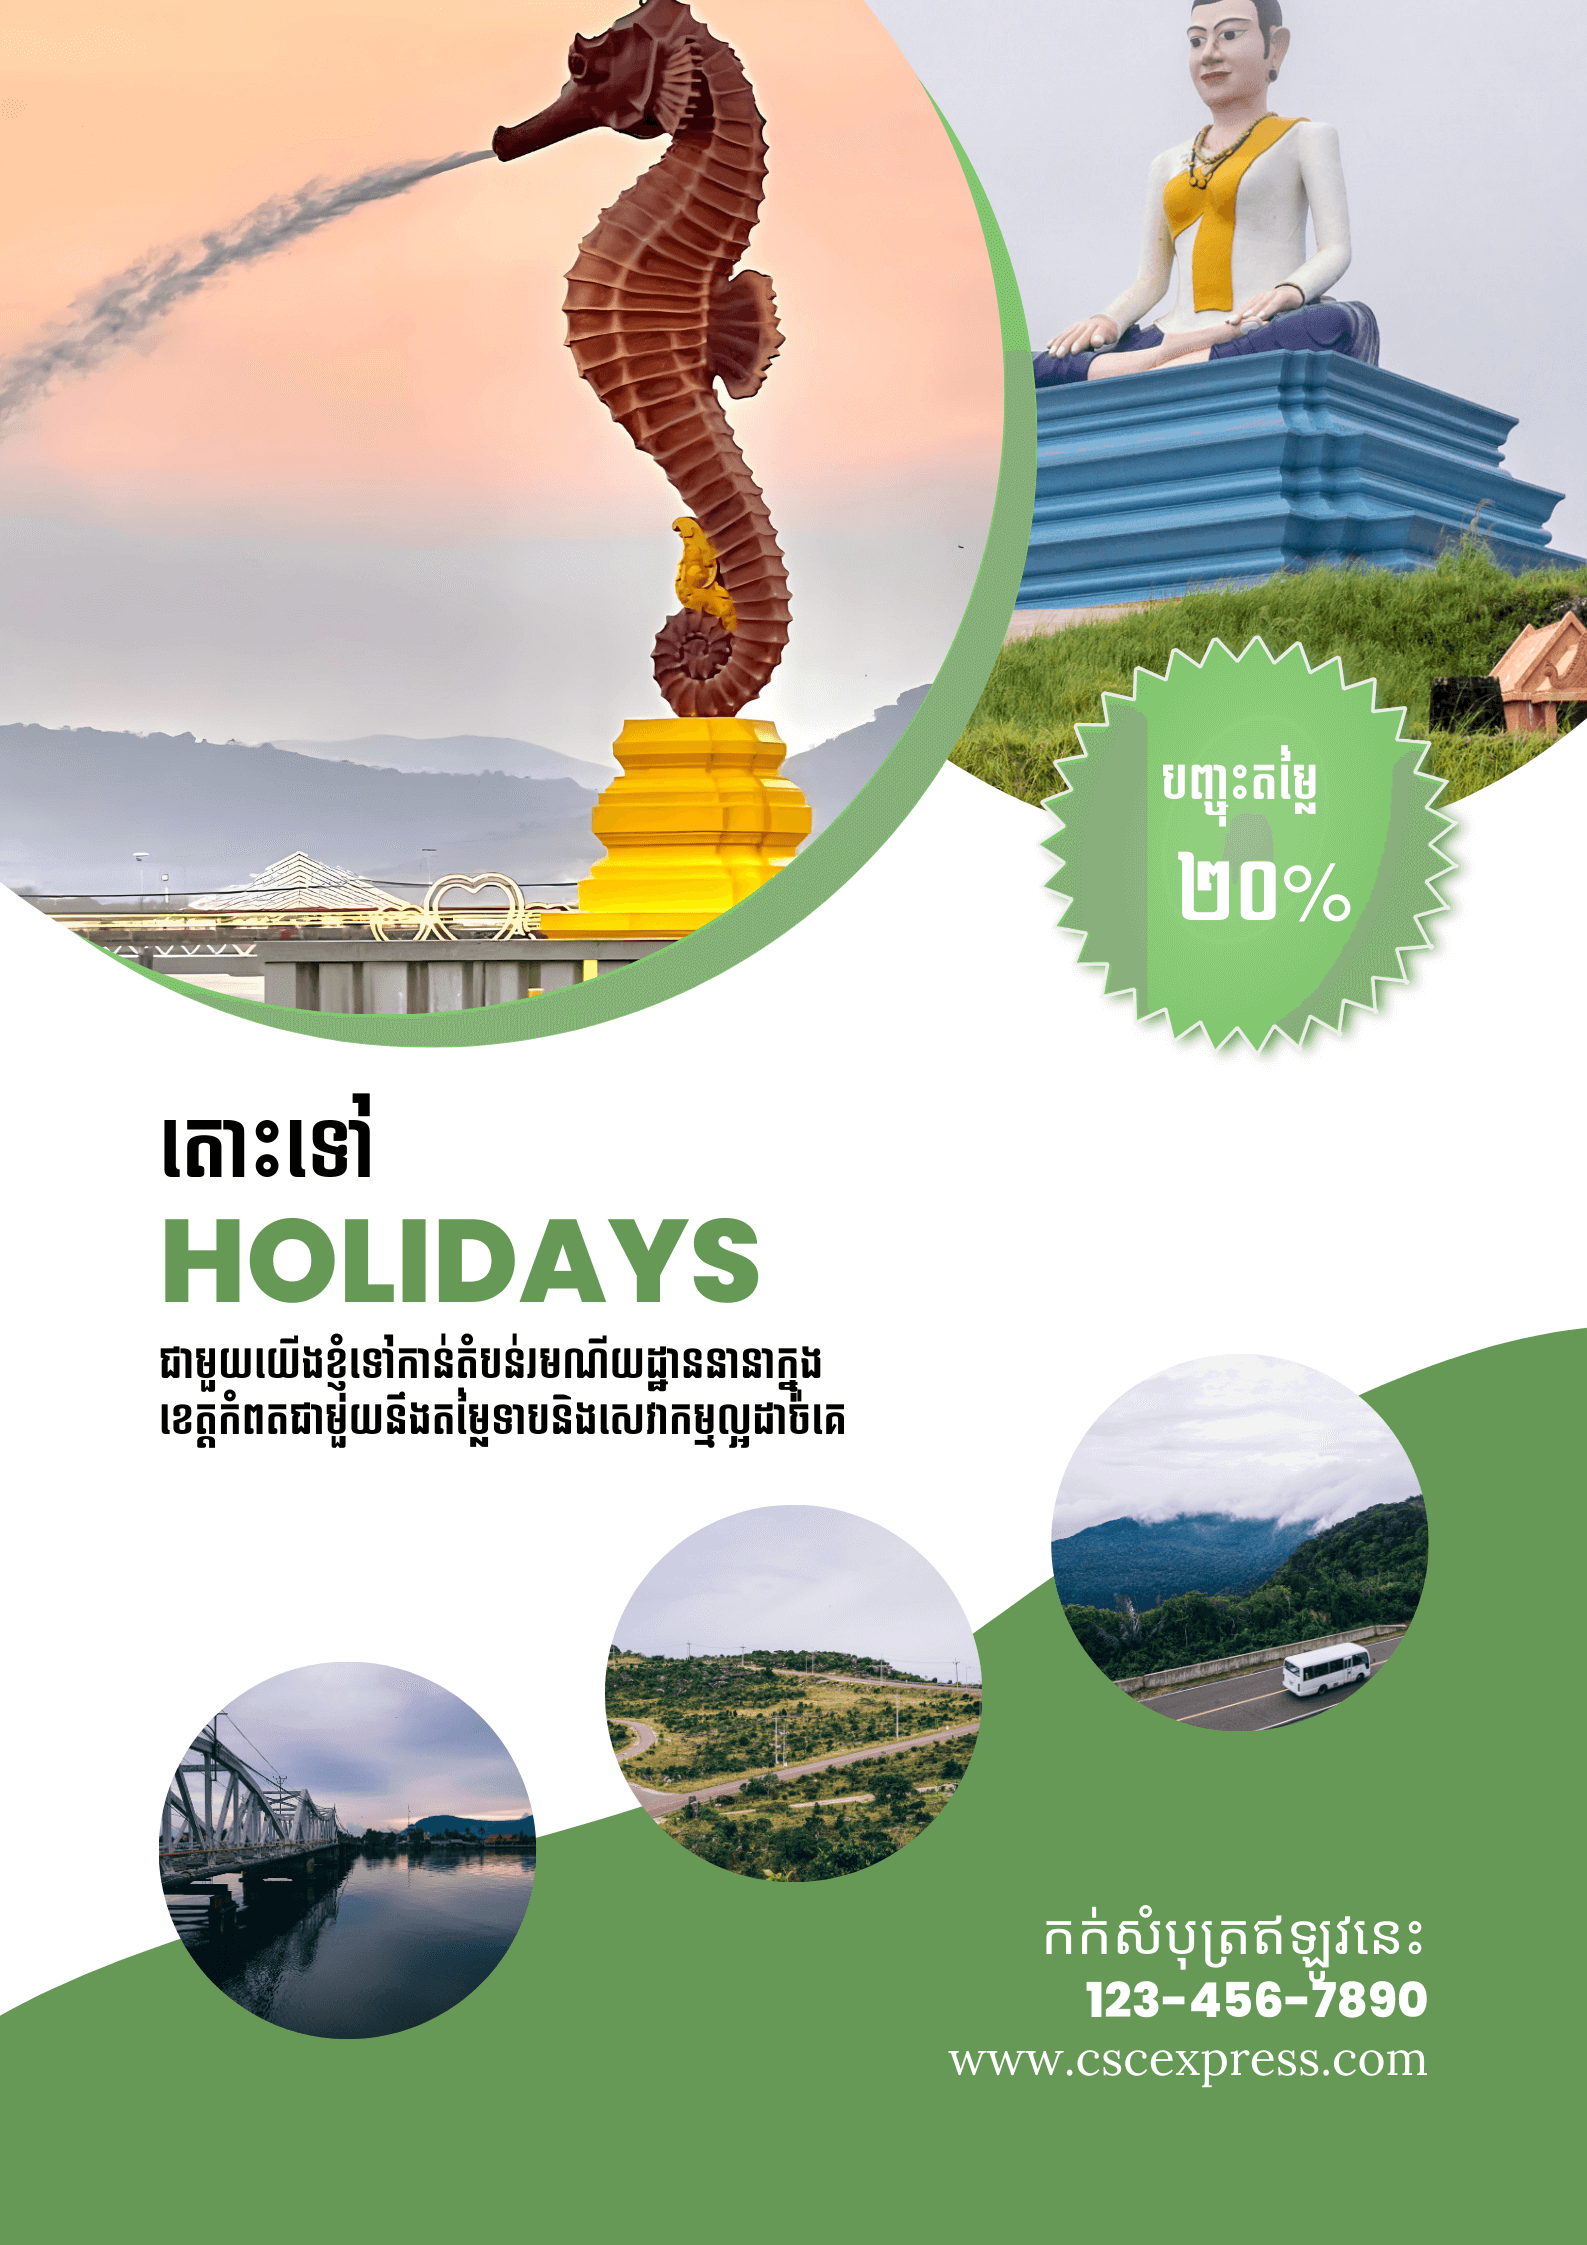 បញ្ចុះតម្លៃ
២០%
តោះទៅ
HOLIDAYS
ជាមួយយើងខ្ញុំទៅកាន់តំបន់រមណីយដ្ឋាននានាក្នុង
ខេត្តកំពតជាមួយនឹងតម្លៃទាបនិងសេវាកម្មល្អដាច់គេ
កក់សំបុត្រឥឡូវនេះ
123-456-7890
www.cscexpress.com